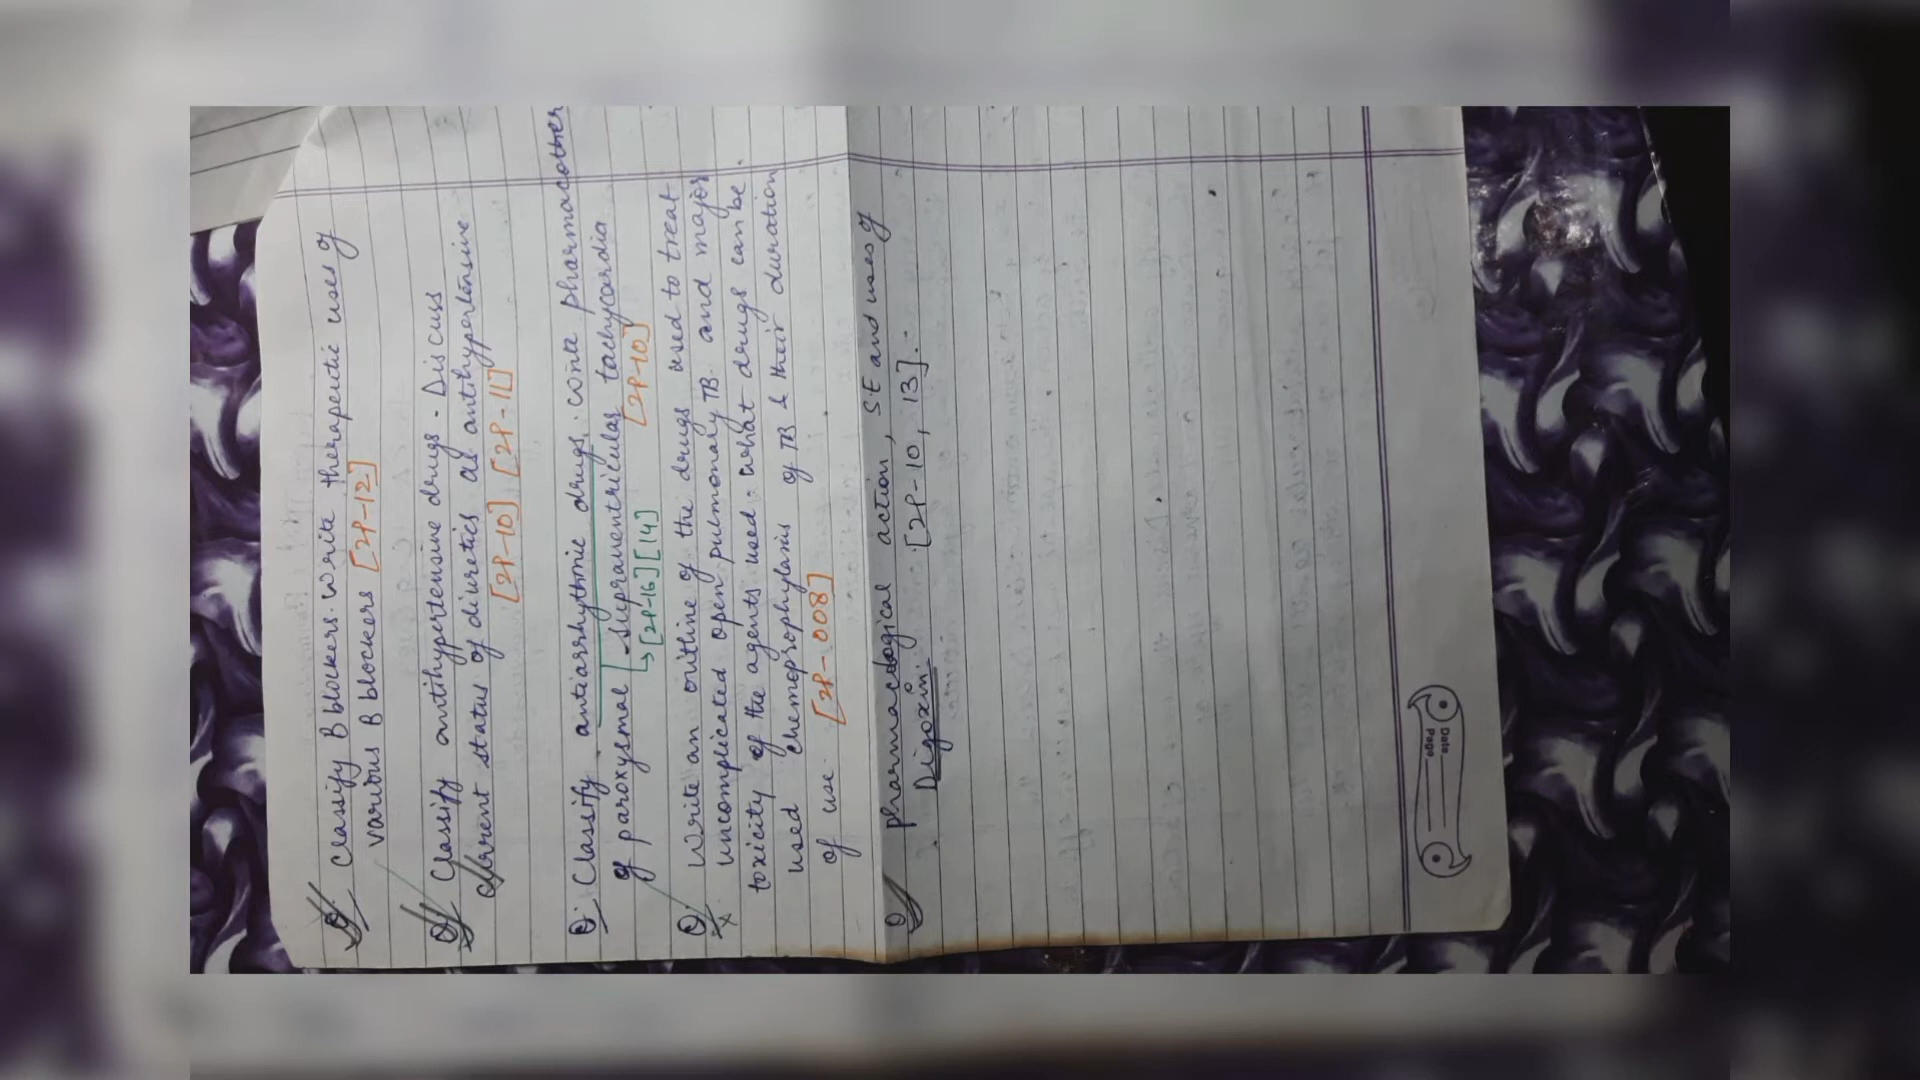 Q. Classify B blockers. Write therapeutic uses of
various B blockers [2P-12]
Q. Classify antihypertensive drugs - Discuss
current status of diuretics as antihypertensive
[2P-10] [2P-11]
Q. Classify antiarrhythmic drugs. Write pharmacother
of paroxysmal supraventricular tachycardia
↳ [2P-16][14] [2P-10]
Q. Write an outline of the drugs used to treat
uncomplicated open pulmonary TB. and major
toxicity of the agents used. What drugs can be
used chemoprophylaxis of TB & their duration
of use. [2P-008]
Q pharmacological action, SE and uses of
Digoxin. [2P-10, 13].
Date
Page